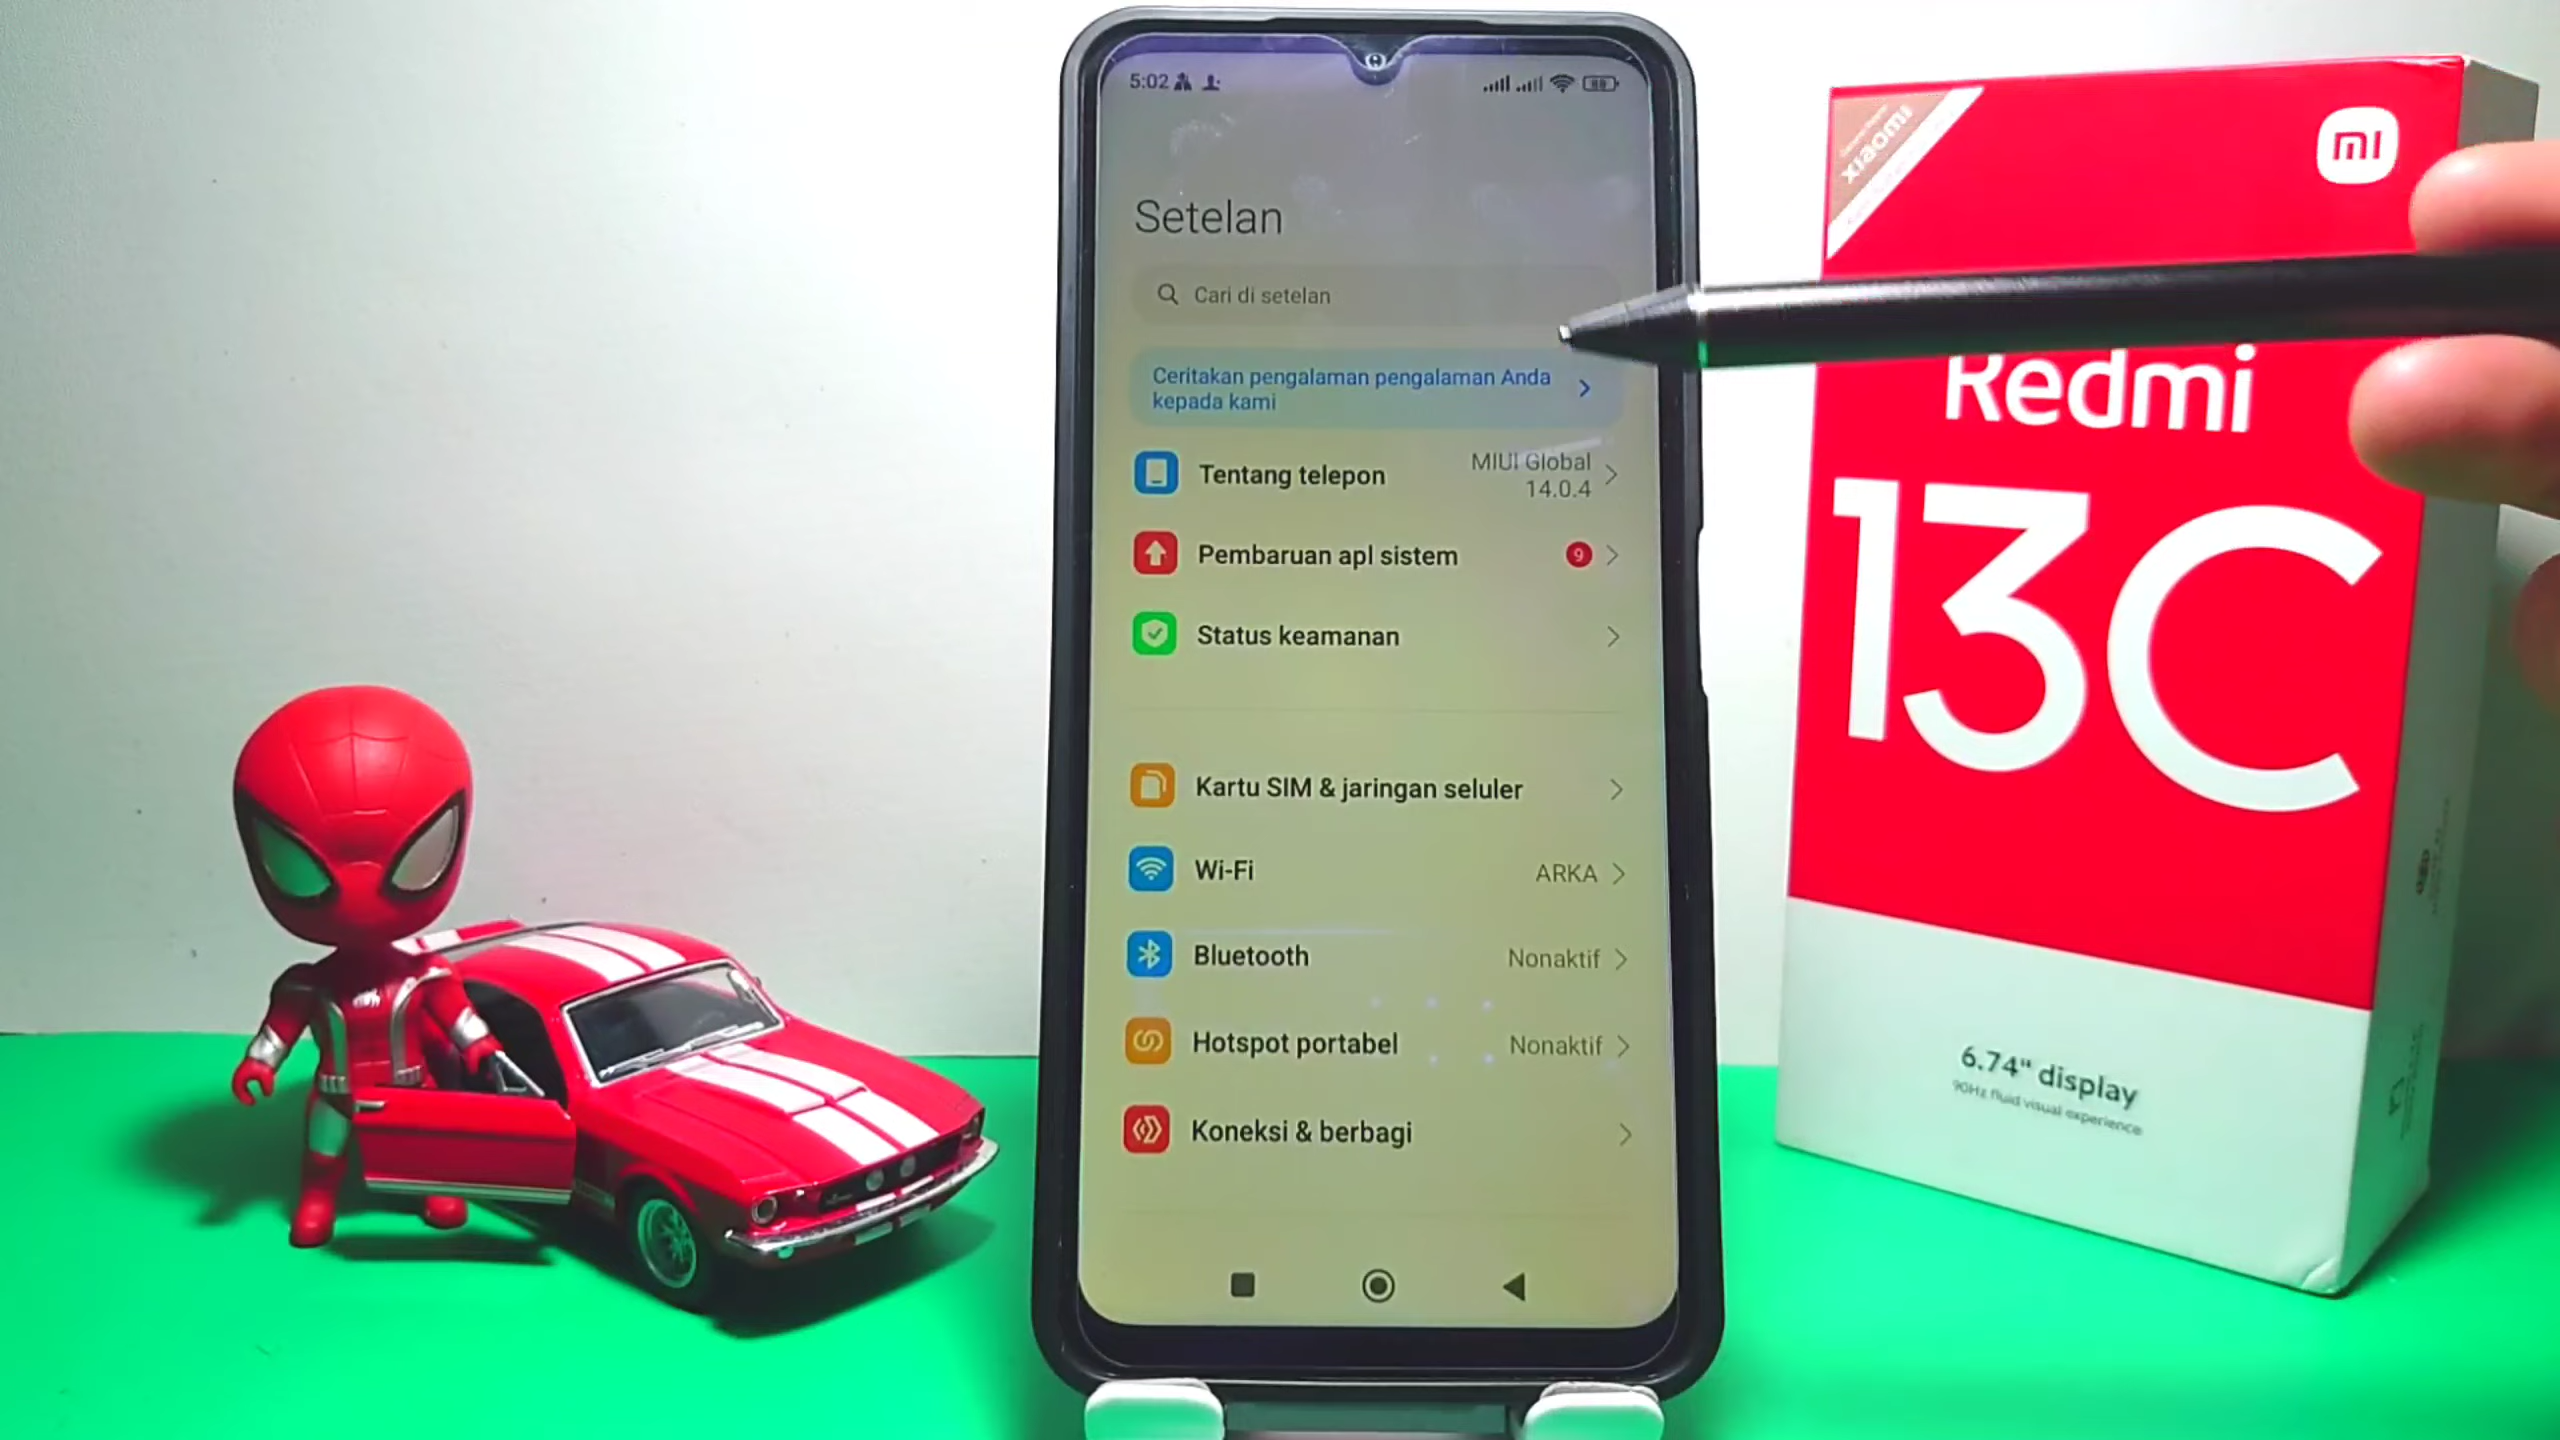 5:02
Setelan
Cari di setelan
Ceritakan pengalaman pengalaman Anda
kepada kami
Tentang telepon
MIUI Global
14.0.4
Pembaruan apl sistem
9
Status keamanan
Kartu SIM & jaringan seluler
Wi-Fi
ARKA
Bluetooth
Nonaktif
Hotspot portabel
Nonaktif
Koneksi & berbagi
xiaomi
mi
Redmi
13C
6.74" display
90Hz fluid visual experience